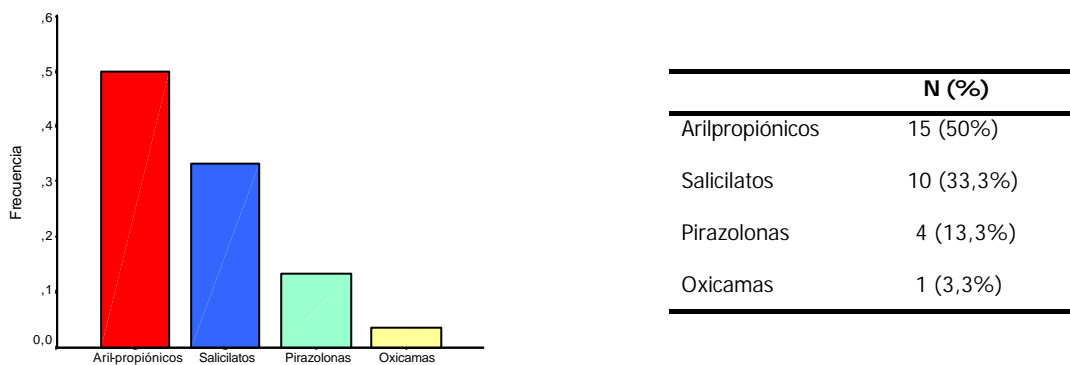 ,6
,5
,4
,3
,2
,1
0,0
Frecuencia
Aril-propiónicos Salicilatos Pirazolonas Oxicamas
N (%)
Arilpropiónicos 15 (50%)
Salicilatos 10 (33,3%)
Pirazolonas 4 (13,3%)
Oxicamas 1 (3,3%)